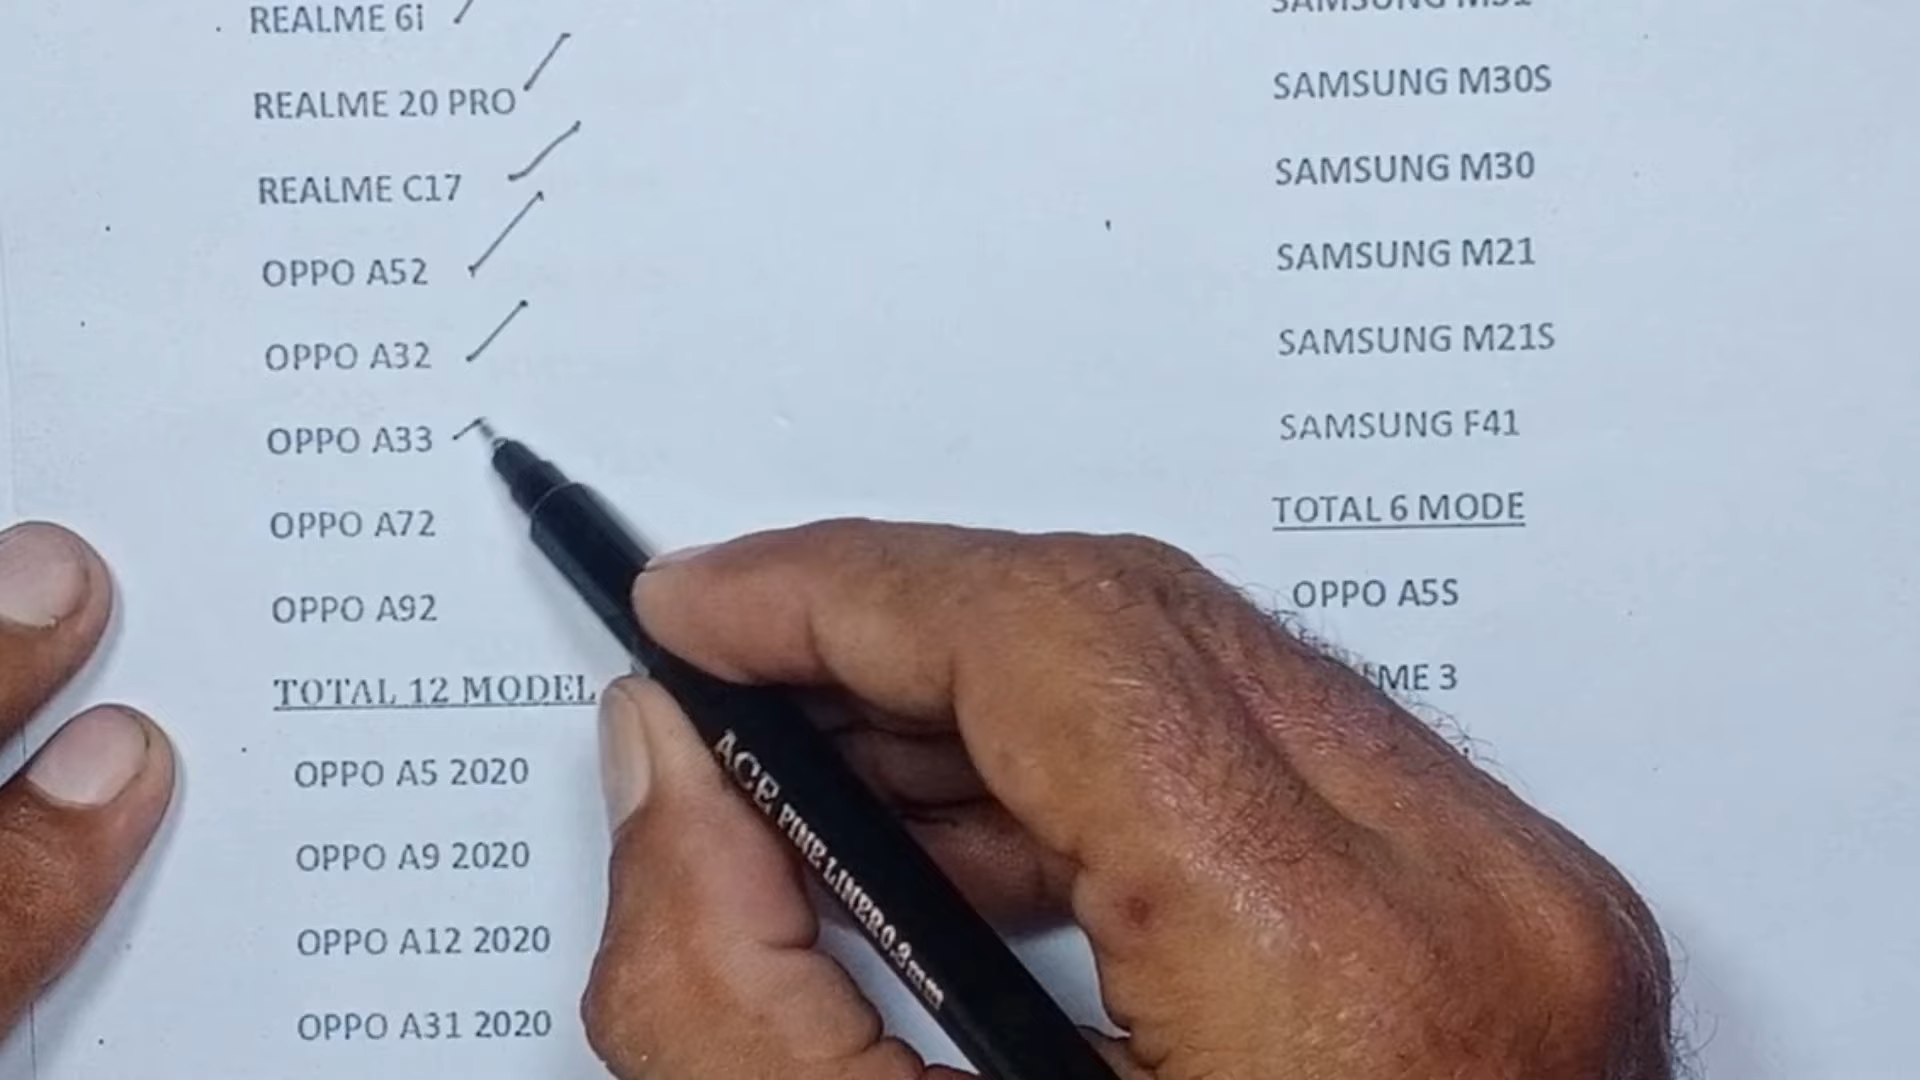 REALME 6i
REALME 20 PRO
REALME C17
OPPO A52
OPPO A32
OPPO A33
OPPO A72
OPPO A92
TOTAL 12 MODEL
OPPO A5 2020
OPPO A9 2020
OPPO A12 2020
OPPO A31 2020
SAMSUNG M31
SAMSUNG M30S
SAMSUNG M30
SAMSUNG M21
SAMSUNG M21S
SAMSUNG F41
TOTAL 6 MODE
OPPO A5S
ME 3
ACE FINE LINER 0.3mm